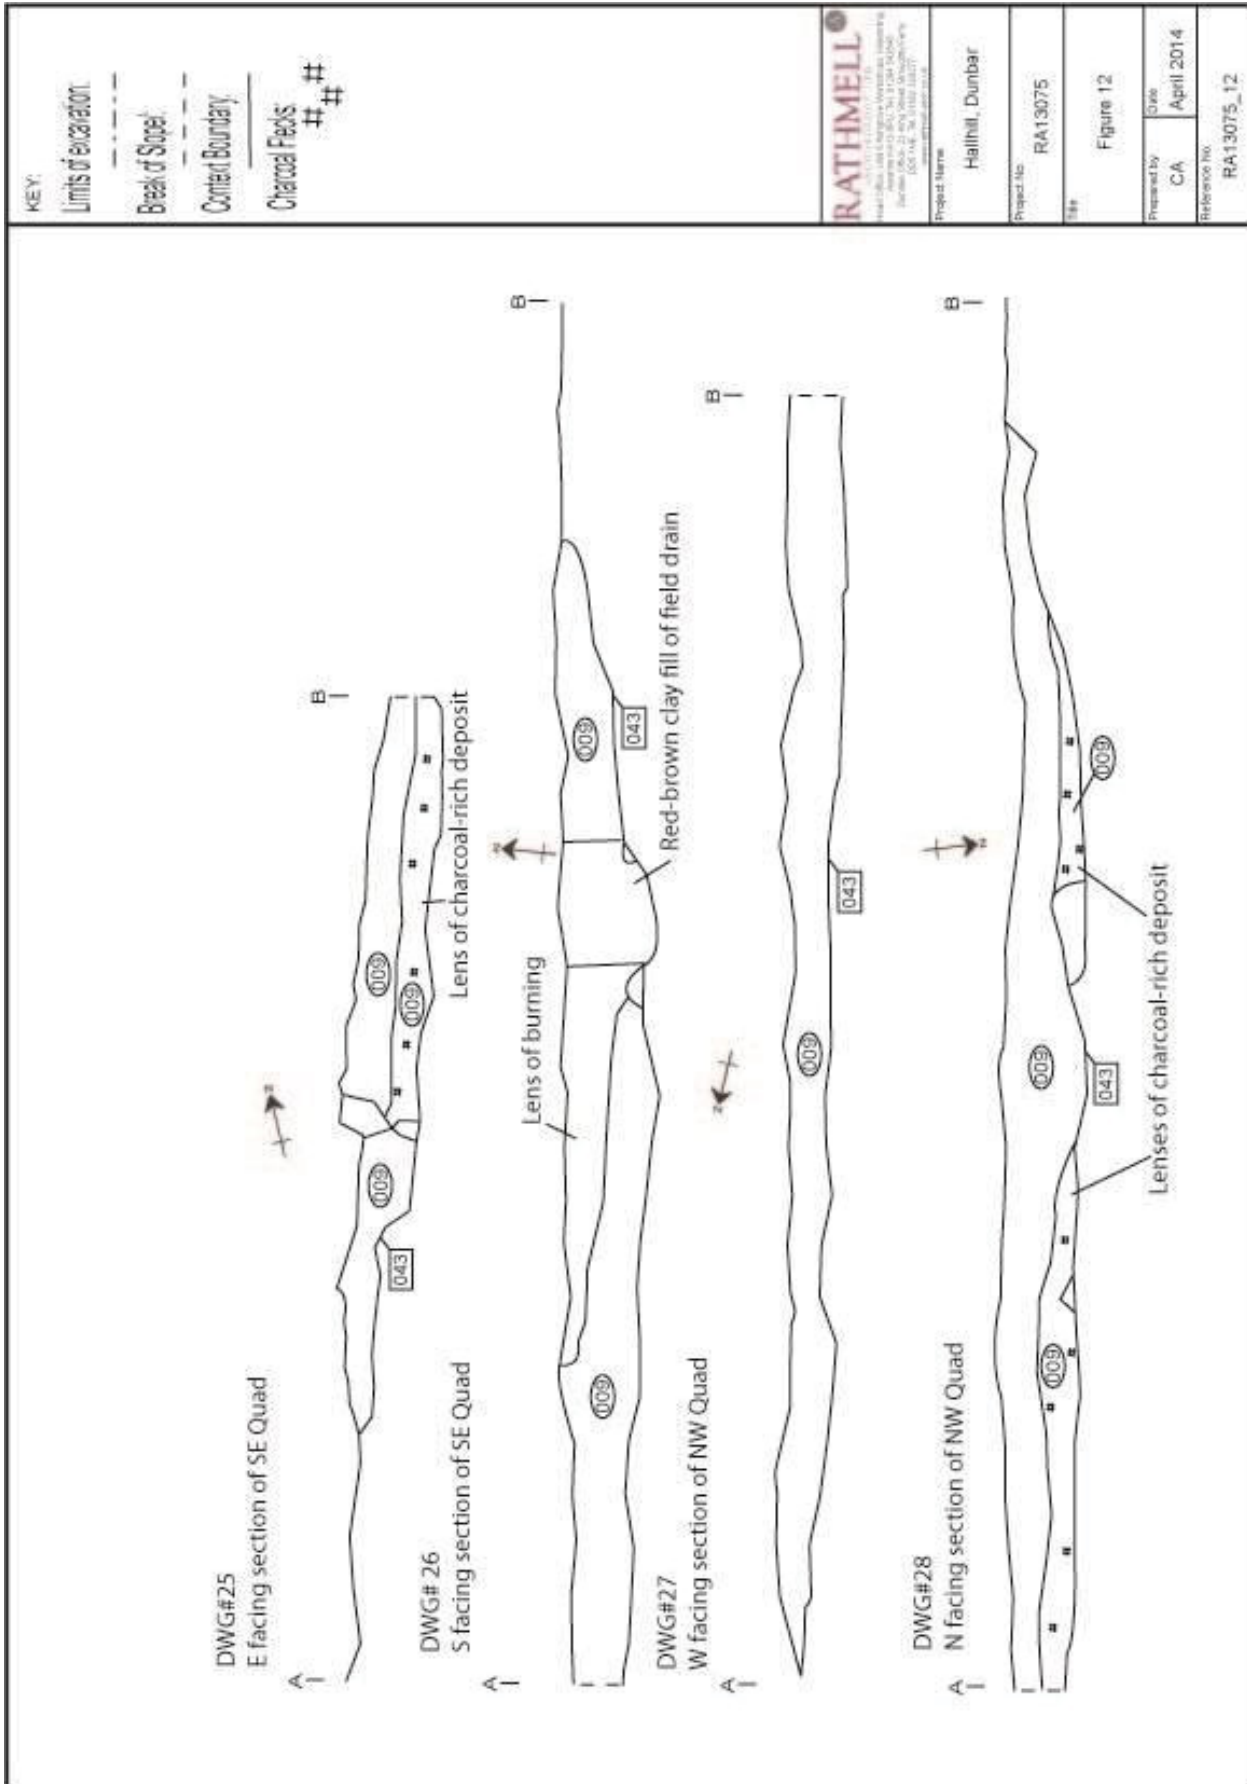 DWG#25
E facing section of SE Quad
A
B
009
009
009
043
Lens of charcoal-rich deposit
DWG# 26
S facing section of SE Quad
A
B
Lens of burning
009
009
043
Red-brown clay fill of field drain
DWG#27
W facing section of NW Quad
A
B
009
043
DWG#28
N facing section of NW Quad
A
B
009
009
009
043
Lenses of charcoal-rich deposit
KEY:
Limits of excavation:
Break of Slope:
Context Boundary:
Charcoal Flecks:
RATHMELL
Project Name
Hallhill, Dunbar
Project No.
RA13075
Title
Figure 12
Prepared by
CA
Date
April 2014
Reference No.
RA13075_12